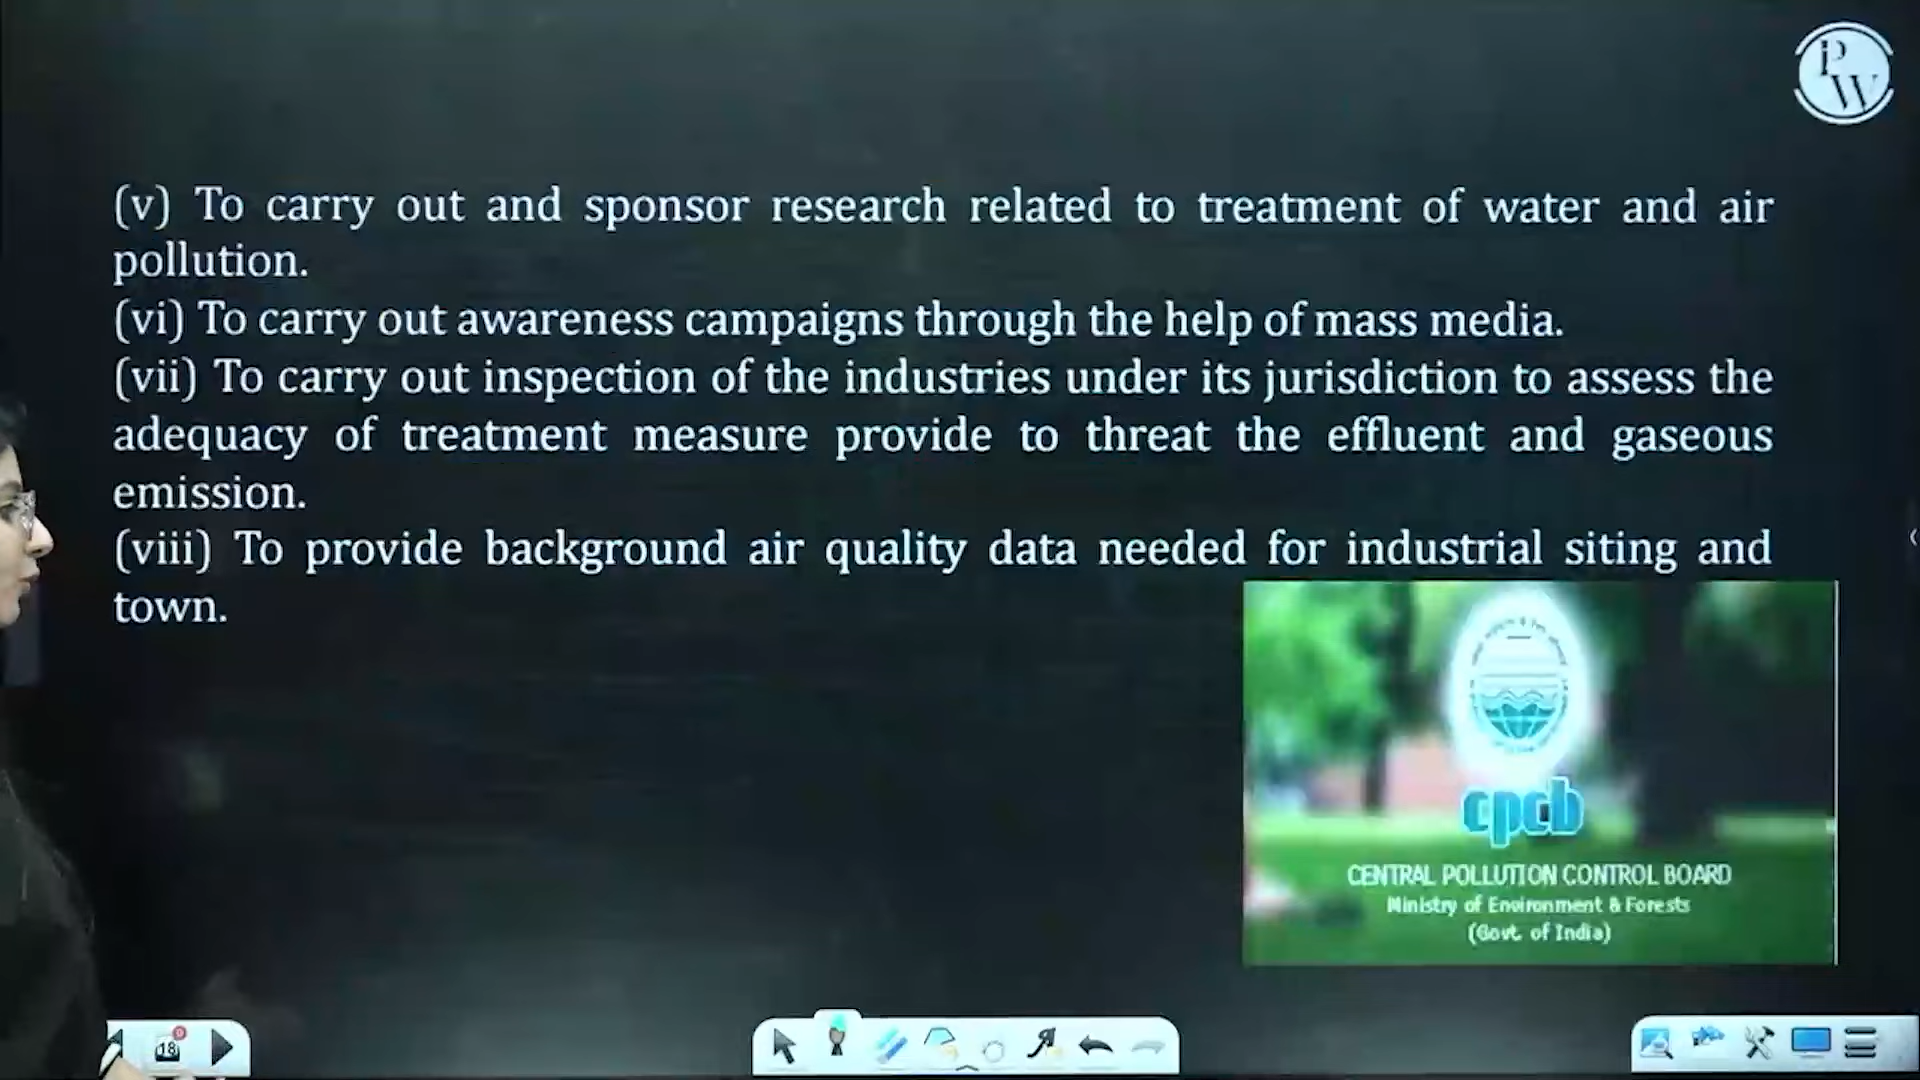 P
W
(v) To carry out and sponsor research related to treatment of water and air
pollution.
(vi) To carry out awareness campaigns through the help of mass media.
(vii) To carry out inspection of the industries under its jurisdiction to assess the
adequacy of treatment measure provide to threat the effluent and gaseous
emission.
(viii) To provide background air quality data needed for industrial siting and
town.
cpcb
CENTRAL POLLUTION CONTROL BOARD
Ministry of Environment & Forests
(Govt. of India)
18